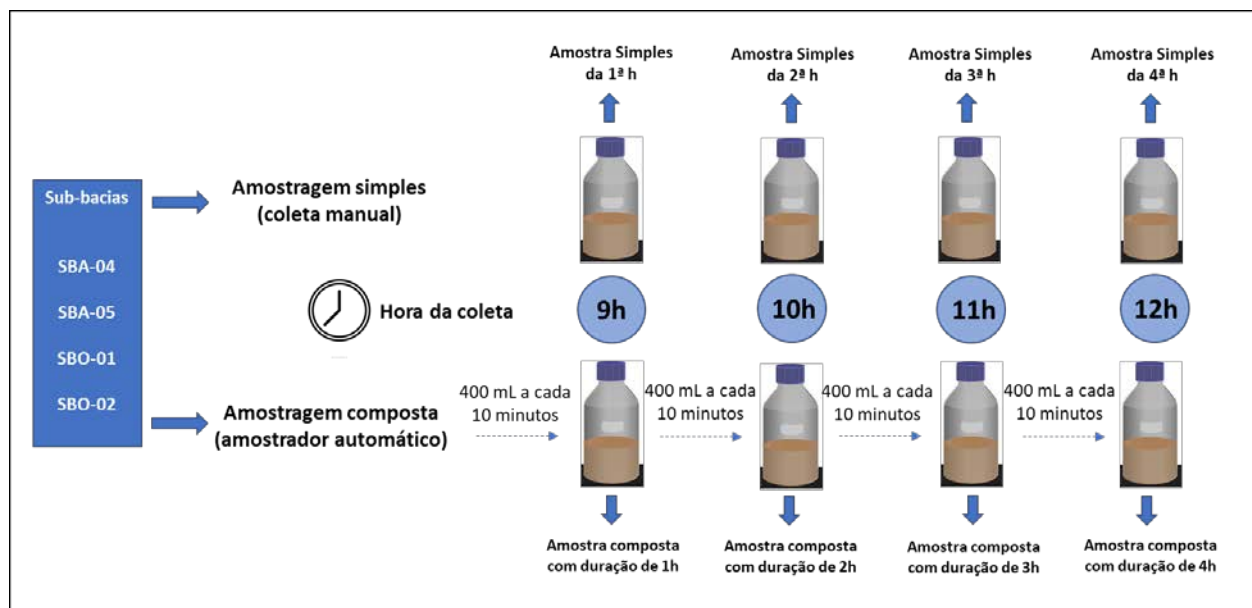 Amostra Simples
da 1ª h
Amostra Simples
da 2ª h
Amostra Simples
da 3ª h
Amostra Simples
da 4ª h
Sub-bacias
SBA-04
SBA-05
SBO-01
SBO-02
Amostragem simples
(coleta manual)
Hora da coleta
9h
10h
11h
12h
Amostragem composta
(amostrador automático)
400 mL a cada
10 minutos
400 mL a cada
10 minutos
400 mL a cada
10 minutos
400 mL a cada
10 minutos
Amostra composta
com duração de 1h
Amostra composta
com duração de 2h
Amostra composta
com duração de 3h
Amostra composta
com duração de 4h